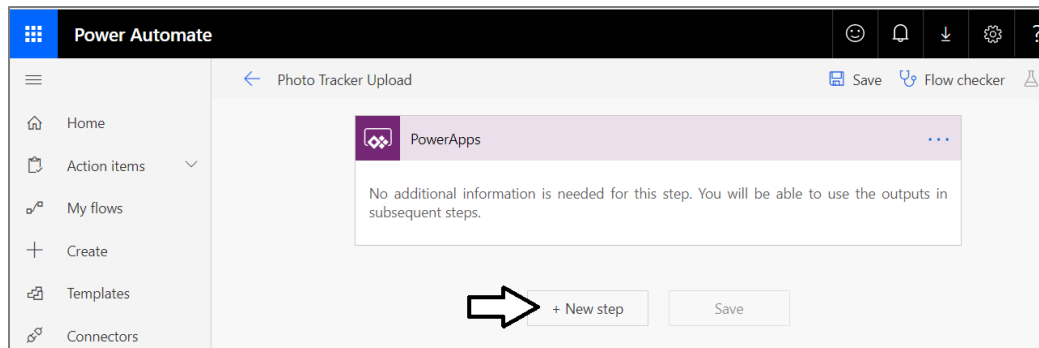 Power Automate
?
Photo Tracker Upload
Save
Flow checker
Home
Action items
My flows
Create
Templates
Connectors
PowerApps
...
No additional information is needed for this step. You will be able to use the outputs in
subsequent steps.
+ New step
Save